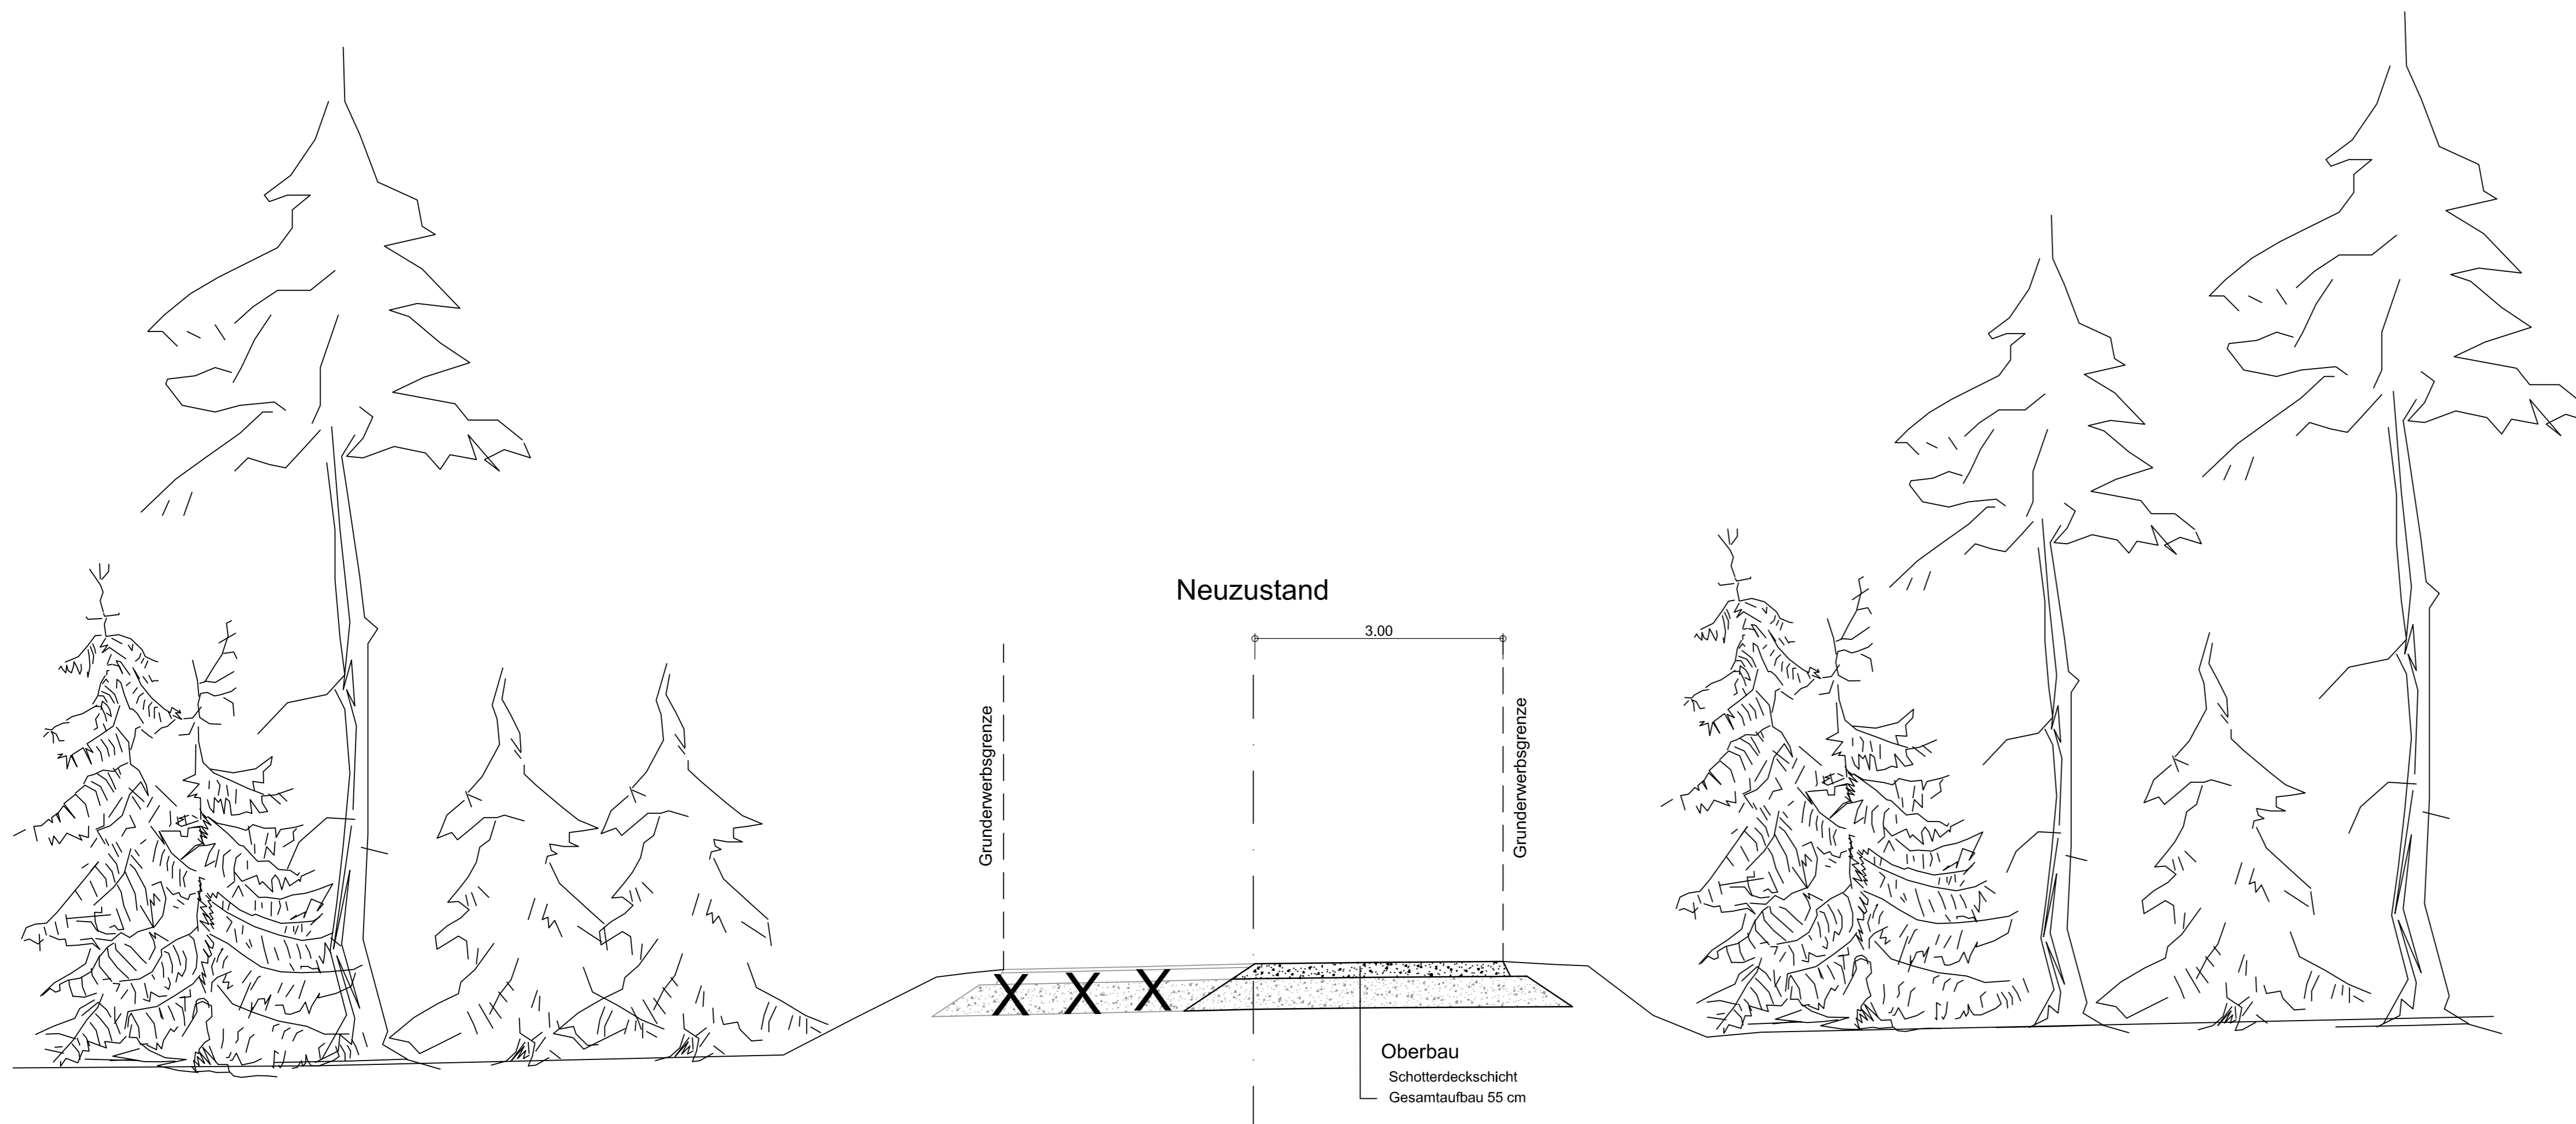 Neuzustand
3.00
Grunderwerbsgrenze
Grunderwerbsgrenze
X X X
Oberbau
Schotterdeckschicht
Gesamtaufbau 55 cm